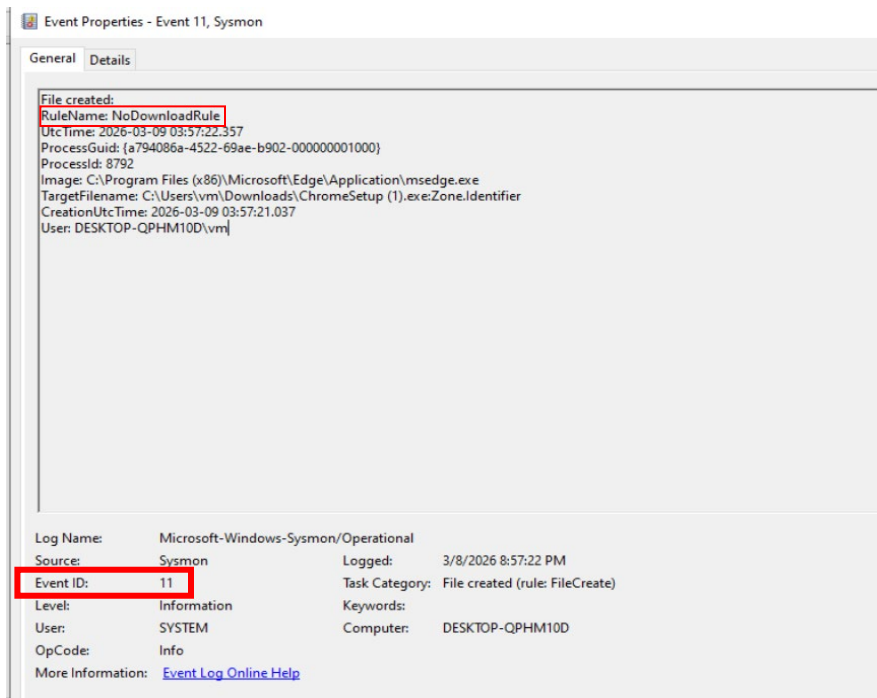 Event Properties - Event 11, Sysmon
General Details
File created:
RuleName: NoDownloadRule
UtcTime: 2026-03-09 03:57:22.357
ProcessGuid: {a794086a-4522-69ae-b902-000000001000}
ProcessId: 8792
Image: C:\Program Files (x86)\Microsoft\Edge\Application\msedge.exe
TargetFilename: C:\Users\vm\Downloads\ChromeSetup (1).exe:Zone.Identifier
CreationUtcTime: 2026-03-09 03:57:21.037
User: DESKTOP-QPHM10D\vm
Log Name: Microsoft-Windows-Sysmon/Operational
Source: Sysmon Logged: 3/8/2026 8:57:22 PM
Event ID: 11 Task Category: File created (rule: FileCreate)
Level: Information Keywords:
User: SYSTEM Computer: DESKTOP-QPHM10D
OpCode: Info
More Information: Event Log Online Help